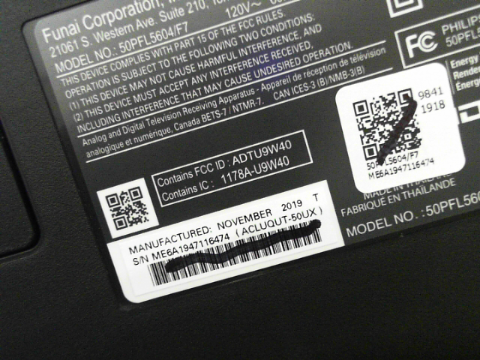 Funai Corporation,
21061 S. Western Ave. Suite 210,
MODEL NO. : 50PFL5604/F7 120V~
THIS DEVICE COMPLIES WITH PART 15 OF THE FCC RULES
OPERATION IS SUBJECT TO THE FOLLOWING TWO CONDITIONS:
(1) THIS DEVICE MAY NOT CAUSE HARMFUL INTERFERENCE, AND
(2) THIS DEVICE MUST ACCEPT ANY INTERFERENCE RECEIVED,
INCLUDING INTERFERENCE THAT MAY CAUSE UNDESIRED OPERATION.
Analog and Digital Television Receiving Apparatus - Appareil de réception de télévision
analogique et numérique, Canada BETS-7 / NTMR-7. CAN ICES-3 (B)/NMB-3(B)
Contains FCC ID : ADTU9W40
Contains IC : 1178A-U9W40
MANUFACTURED: NOVEMBER 2019 T
S/N ME6A1947116474 (ACLUQUT-50UX)
FC
PHILIPS
50PFL
9841
1918
50PFL5604/F7
ME6A1947116474
MADE IN THAILAND
FABRIQUÉ EN THAÏLANDE
MODEL NO. : 50PFL560